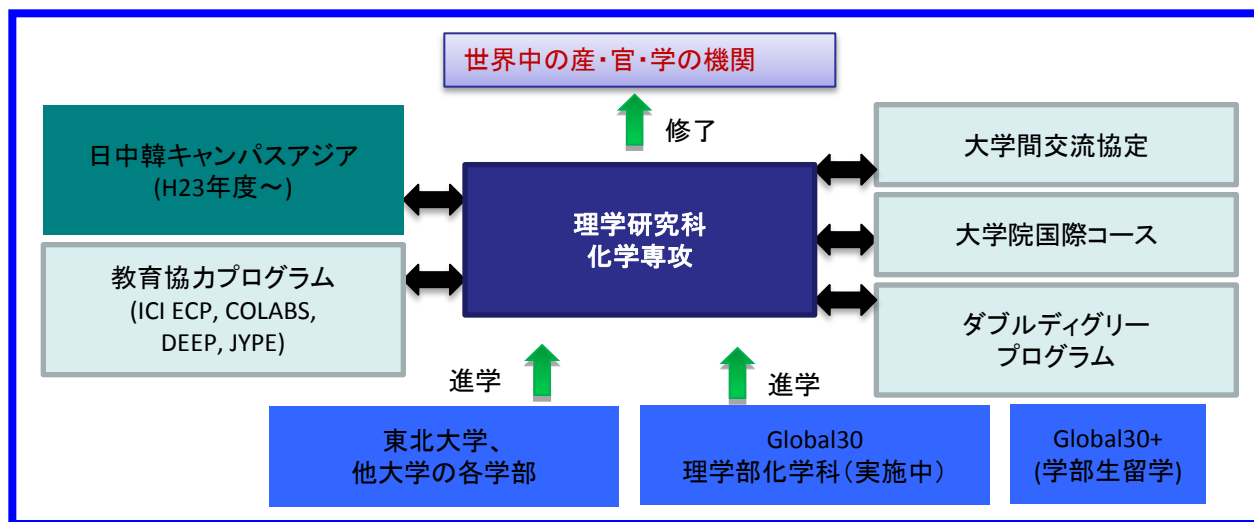 世界中の産・官・学の機関
修了
日中韓キャンパスアジア
(H23年度～)
教育協力プログラム
(ICI ECP, COLABS,
DEEP, JYPE)
理学研究科
化学専攻
大学間交流協定
大学院国際コース
ダブルディグリー
プログラム
進学
進学
東北大学、
他大学の各学部
Global30
理学部化学科（実施中）
Global30+
(学部生留学)